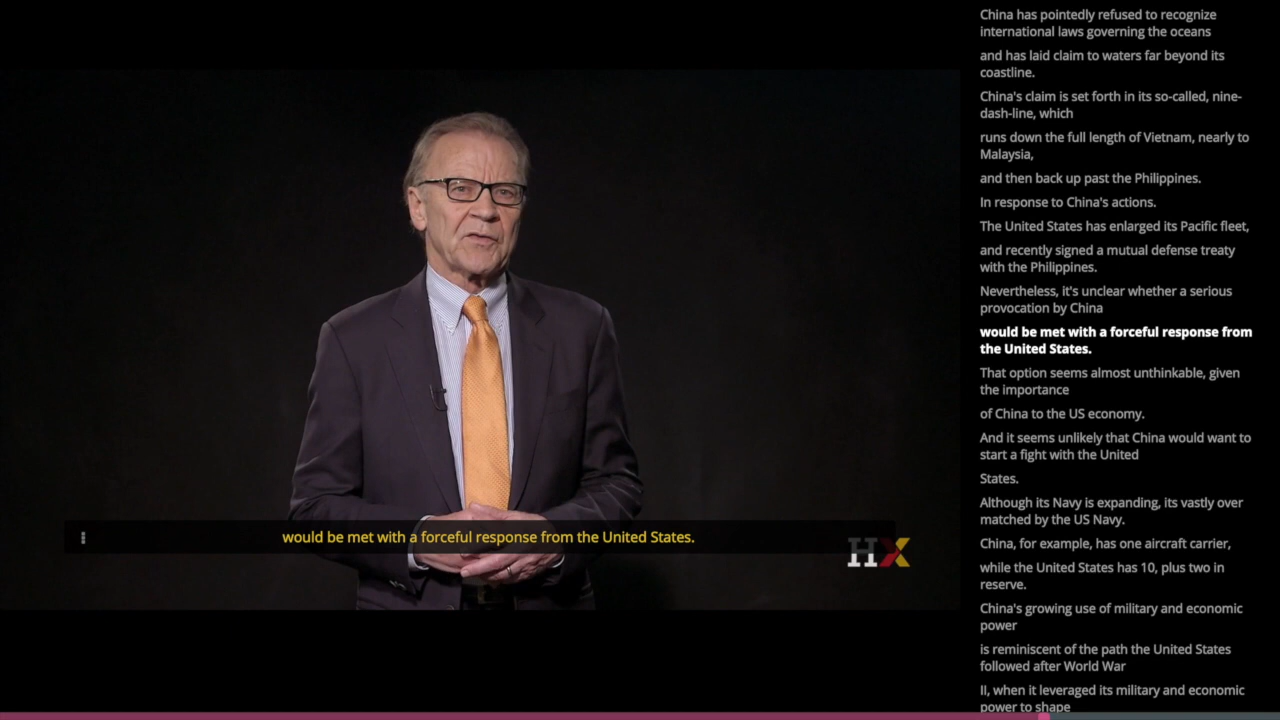 China has pointedly refused to recognize
international laws governing the oceans
and has laid claim to waters far beyond its
coastline.
China's claim is set forth in its so-called, nine-
dash-line, which
runs down the full length of Vietnam, nearly to
Malaysia,
and then back up past the Philippines.
In response to China's actions.
The United States has enlarged its Pacific fleet,
and recently signed a mutual defense treaty
with the Philippines.
Nevertheless, it's unclear whether a serious
provocation by China
would be met with a forceful response from
the United States.
That option seems almost unthinkable, given
the importance
of China to the US economy.
And it seems unlikely that China would want to
start a fight with the United
States.
Although its Navy is expanding, its vastly over
matched by the US Navy.
China, for example, has one aircraft carrier,
while the United States has 10, plus two in
reserve.
China's growing use of military and economic
power
is reminiscent of the path the United States
followed after World War
II, when it leveraged its military and economic
power to shape
would be met with a forceful response from the United States.
HX